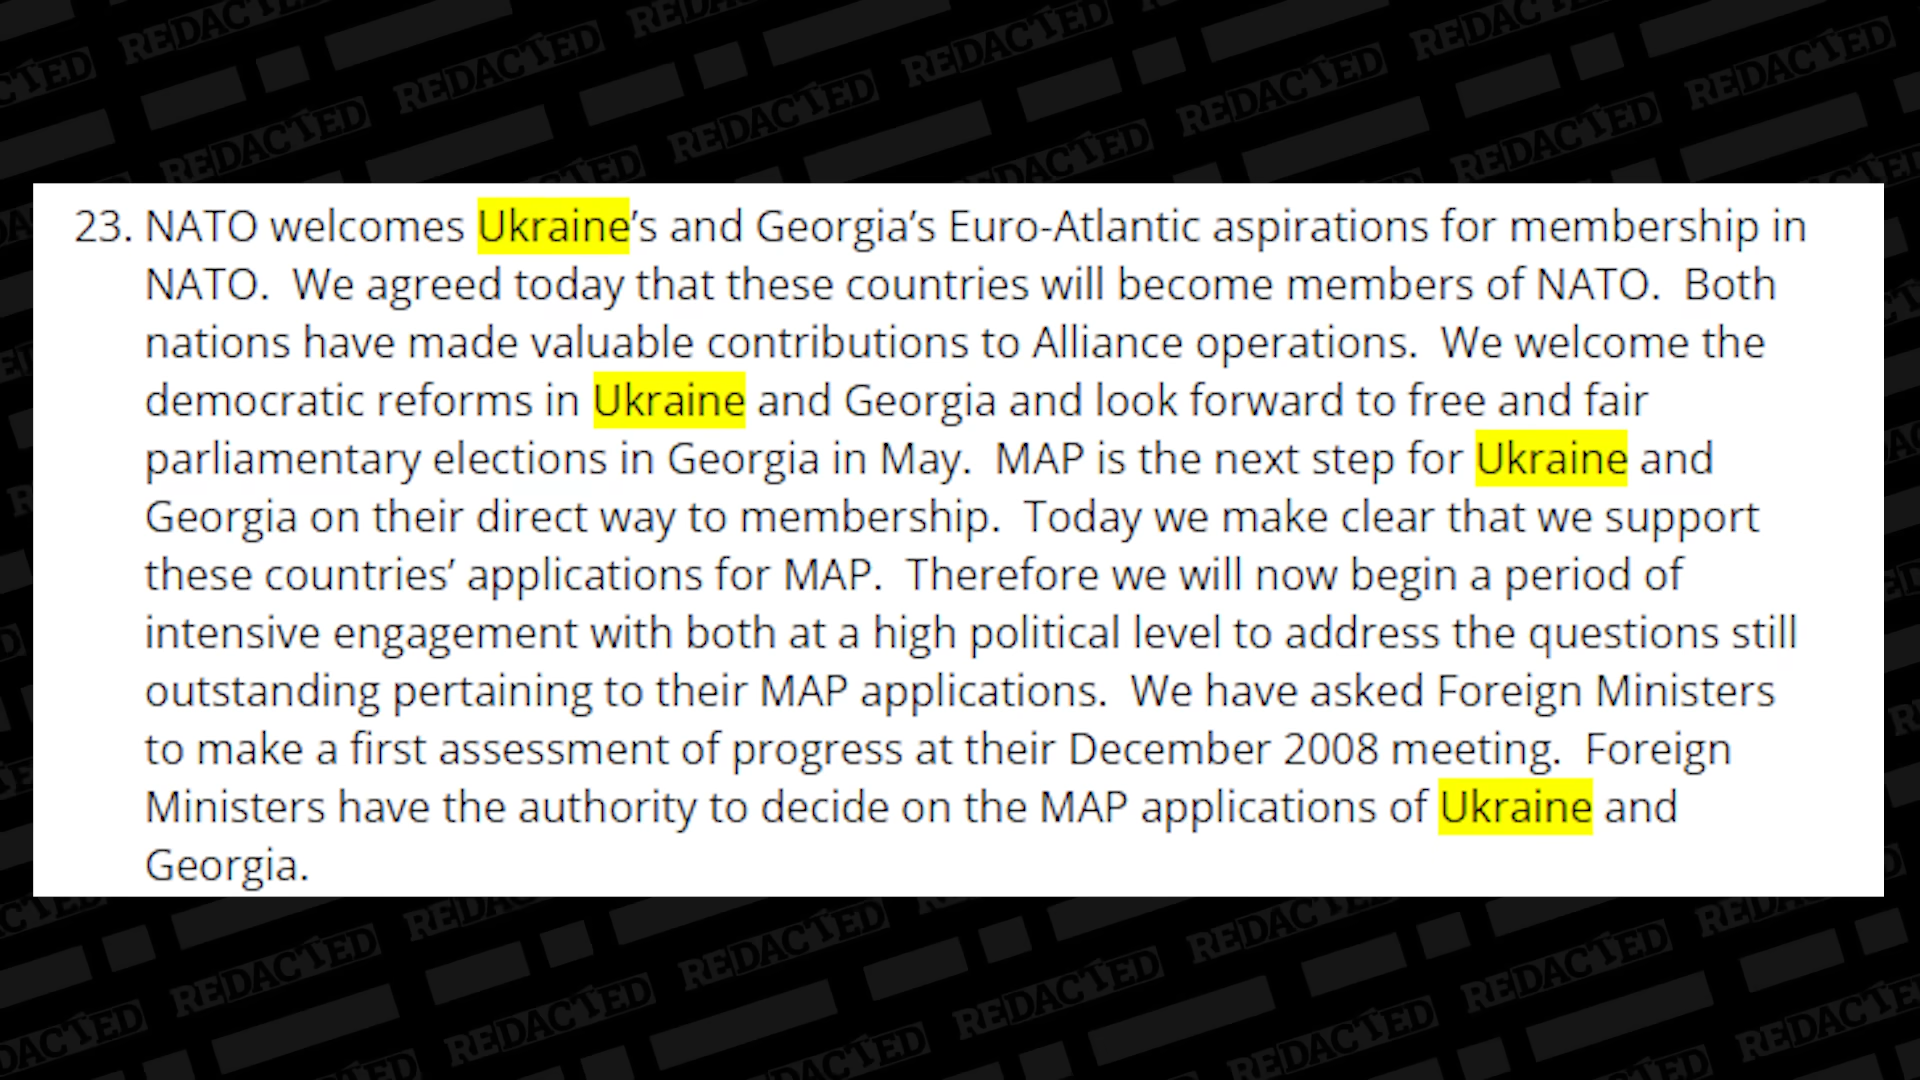 23. NATO welcomes Ukraine’s and Georgia’s Euro-Atlantic aspirations for membership in
NATO.  We agreed today that these countries will become members of NATO.  Both
nations have made valuable contributions to Alliance operations.  We welcome the
democratic reforms in Ukraine and Georgia and look forward to free and fair
parliamentary elections in Georgia in May.  MAP is the next step for Ukraine and
Georgia on their direct way to membership.  Today we make clear that we support
these countries’ applications for MAP.  Therefore we will now begin a period of
intensive engagement with both at a high political level to address the questions still
outstanding pertaining to their MAP applications.  We have asked Foreign Ministers
to make a first assessment of progress at their December 2008 meeting.  Foreign
Ministers have the authority to decide on the MAP applications of Ukraine and
Georgia.
REDACTED